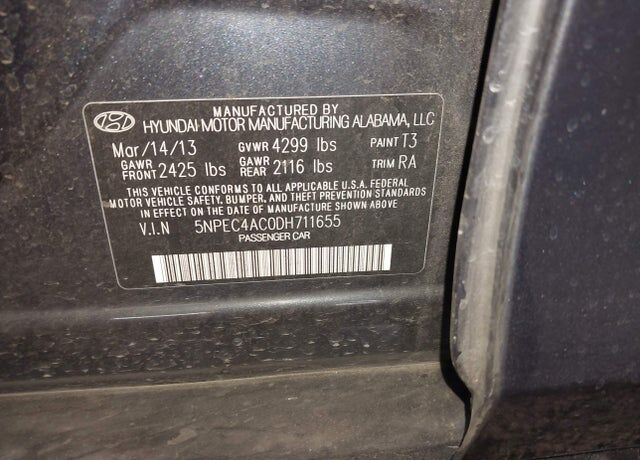 MANUFACTURED BY
HYUNDAI MOTOR MANUFACTURING ALABAMA, LLC
Mar/14/13 GVWR 4299 lbs PAINT T3
GAWR FRONT 2425 lbs GAWR REAR 2116 lbs TRIM RA
THIS VEHICLE CONFORMS TO ALL APPLICABLE U.S.A. FEDERAL
MOTOR VEHICLE SAFETY, BUMPER, AND THEFT PREVENTION STANDARDS
IN EFFECT ON THE DATE OF MANUFACTURE SHOWN ABOVE
V.I.N 5NPEC4AC0DH711655
PASSENGER CAR